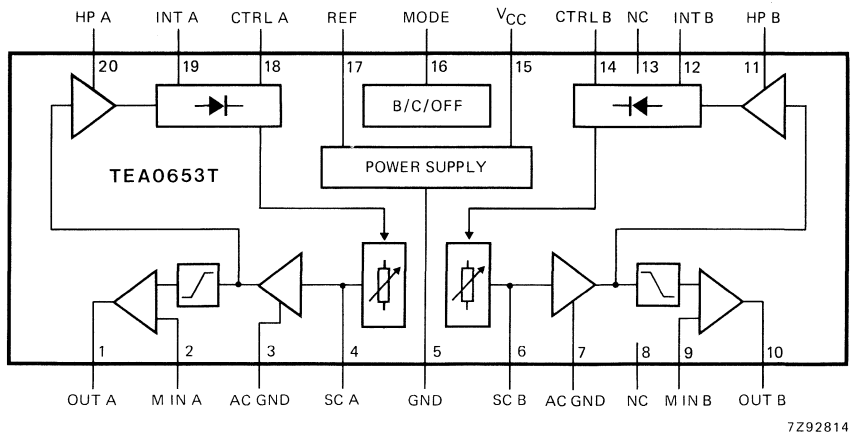 HP A INT A CTRL A REF MODE VCC CTRL B NC INT B HP B
20 19 18 17 16 15 14 13 12 11
B/C/OFF
POWER SUPPLY
TEA0653T
1 2 3 4 5 6 7 8 9 10
OUT A M IN A AC GND SC A GND SC B AC GND NC M IN B OUT B
7Z92814